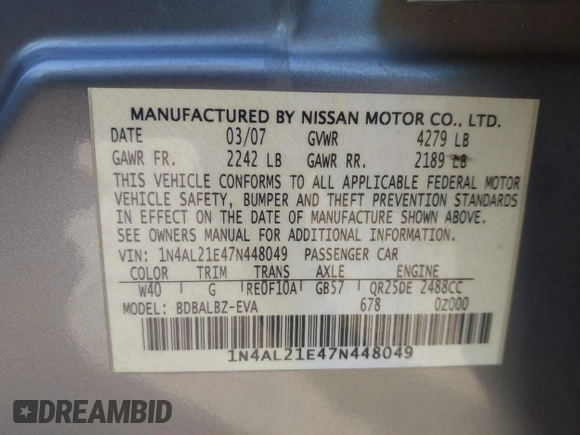 MANUFACTURED BY NISSAN MOTOR CO., LTD.
DATE 03/07 GVWR 4279 LB
GAWR FR. 2242 LB GAWR RR. 2189 LB
THIS VEHICLE CONFORMS TO ALL APPLICABLE FEDERAL MOTOR
VEHICLE SAFETY, BUMPER AND THEFT PREVENTION STANDARDS
IN EFFECT ON THE DATE OF MANUFACTURE SHOWN ABOVE.
SEE OWNERS MANUAL FOR ADDITIONAL INFORMATION.
VIN: 1N4AL21E47N448049 PASSENGER CAR
COLOR TRIM TRANS AXLE ENGINE
W40 G RE0F10A GB57 QR25DE 2488CC
MODEL: BDBALBZ-EVA 678 0Z000
1N4AL21E47N448049
DREAMBID